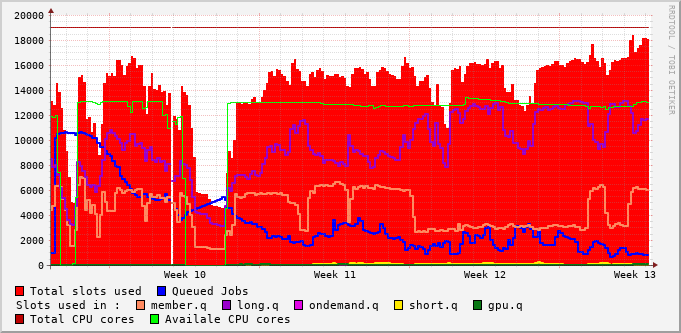 20000
18000
16000
14000
12000
10000
8000
6000
4000
2000
0
RRDTOOL / TOBI OETIKER
Week 10 Week 11 Week 12 Week 13
Total slots used Queued Jobs
Slots used in : member.q long.q ondemand.q short.q gpu.q
Total CPU cores Availale CPU cores